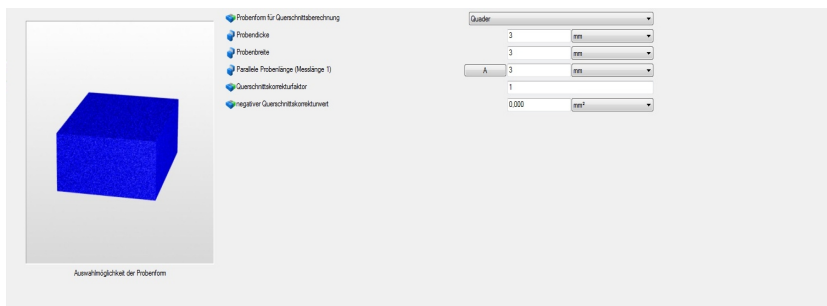 Probenform für Querschnittsberechnung Quader
Probendicke 3 mm
Probenbreite 3 mm
Parallele Probenlänge (Messlänge 1) A 3 mm
Querschnittskorrekturfaktor 1
negativer Querschnittskorrekturwert 0,000 mm²
Auswahlmöglichkeit der Probenform